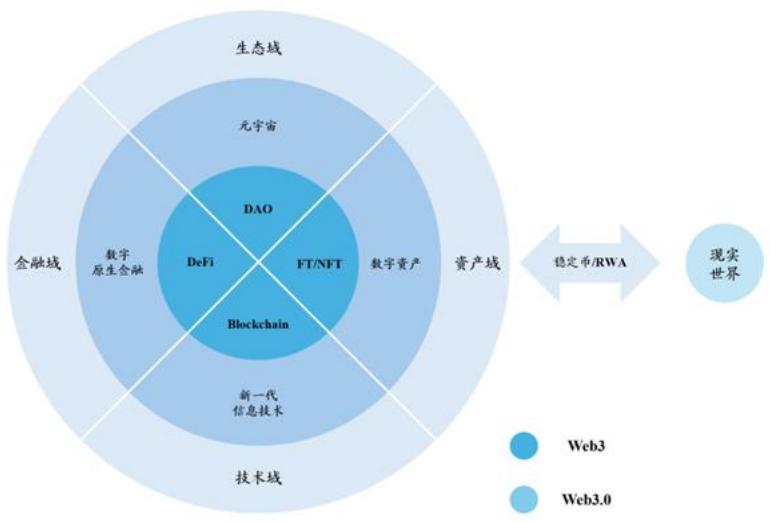 生态域
元宇宙
DAO
金融域
数字
原生金融
DeFi
FT/NFT
数字资产
资产域
稳定币/RWA
现实
世界
Blockchain
新一代
信息技术
技术域
Web3
Web3.0